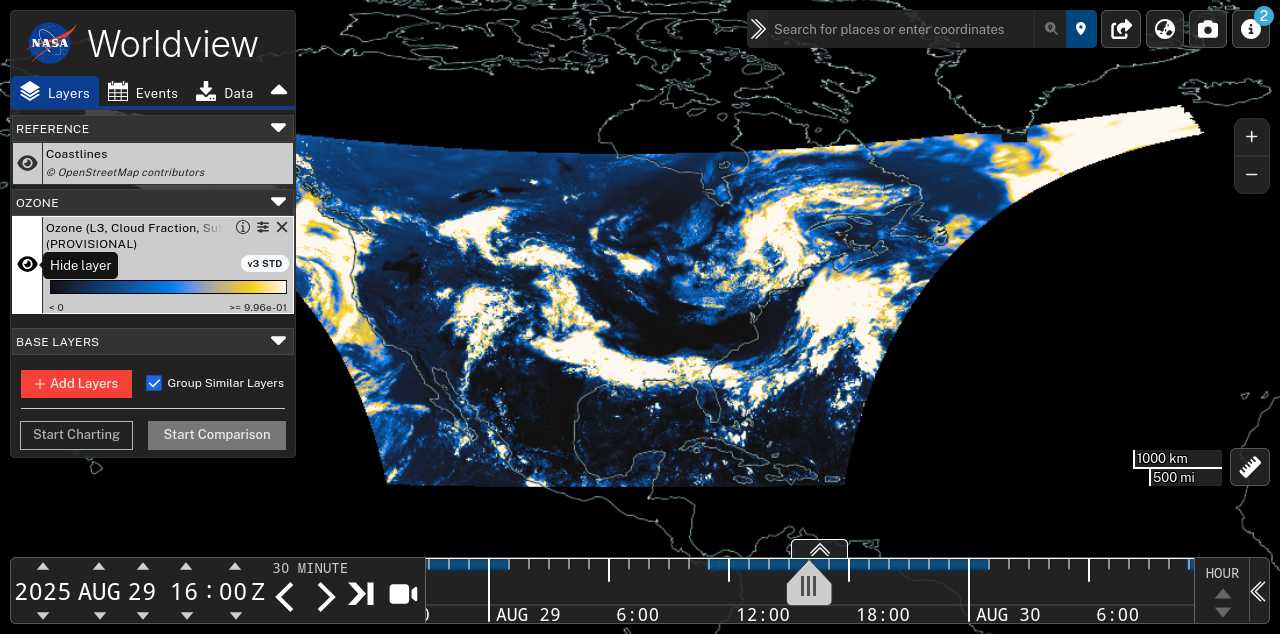 NASA
Worldview
Layers
Events
Data
REFERENCE
Coastlines
© OpenStreetMap contributors
OZONE
Ozone (L3, Cloud Fraction,
(PROVISIONAL)
Hide layer
v3 STD
< 0
>= 9.96e-01
BASE LAYERS
+ Add Layers
Group Similar Layers
Start Charting
Start Comparison
Search for places or enter coordinates
2
+
−
1000 km
500 mi
2025 AUG 29 16 : 00 Z
30 MINUTE
AUG 29
6:00
12:00
18:00
AUG 30
6:00
HOUR